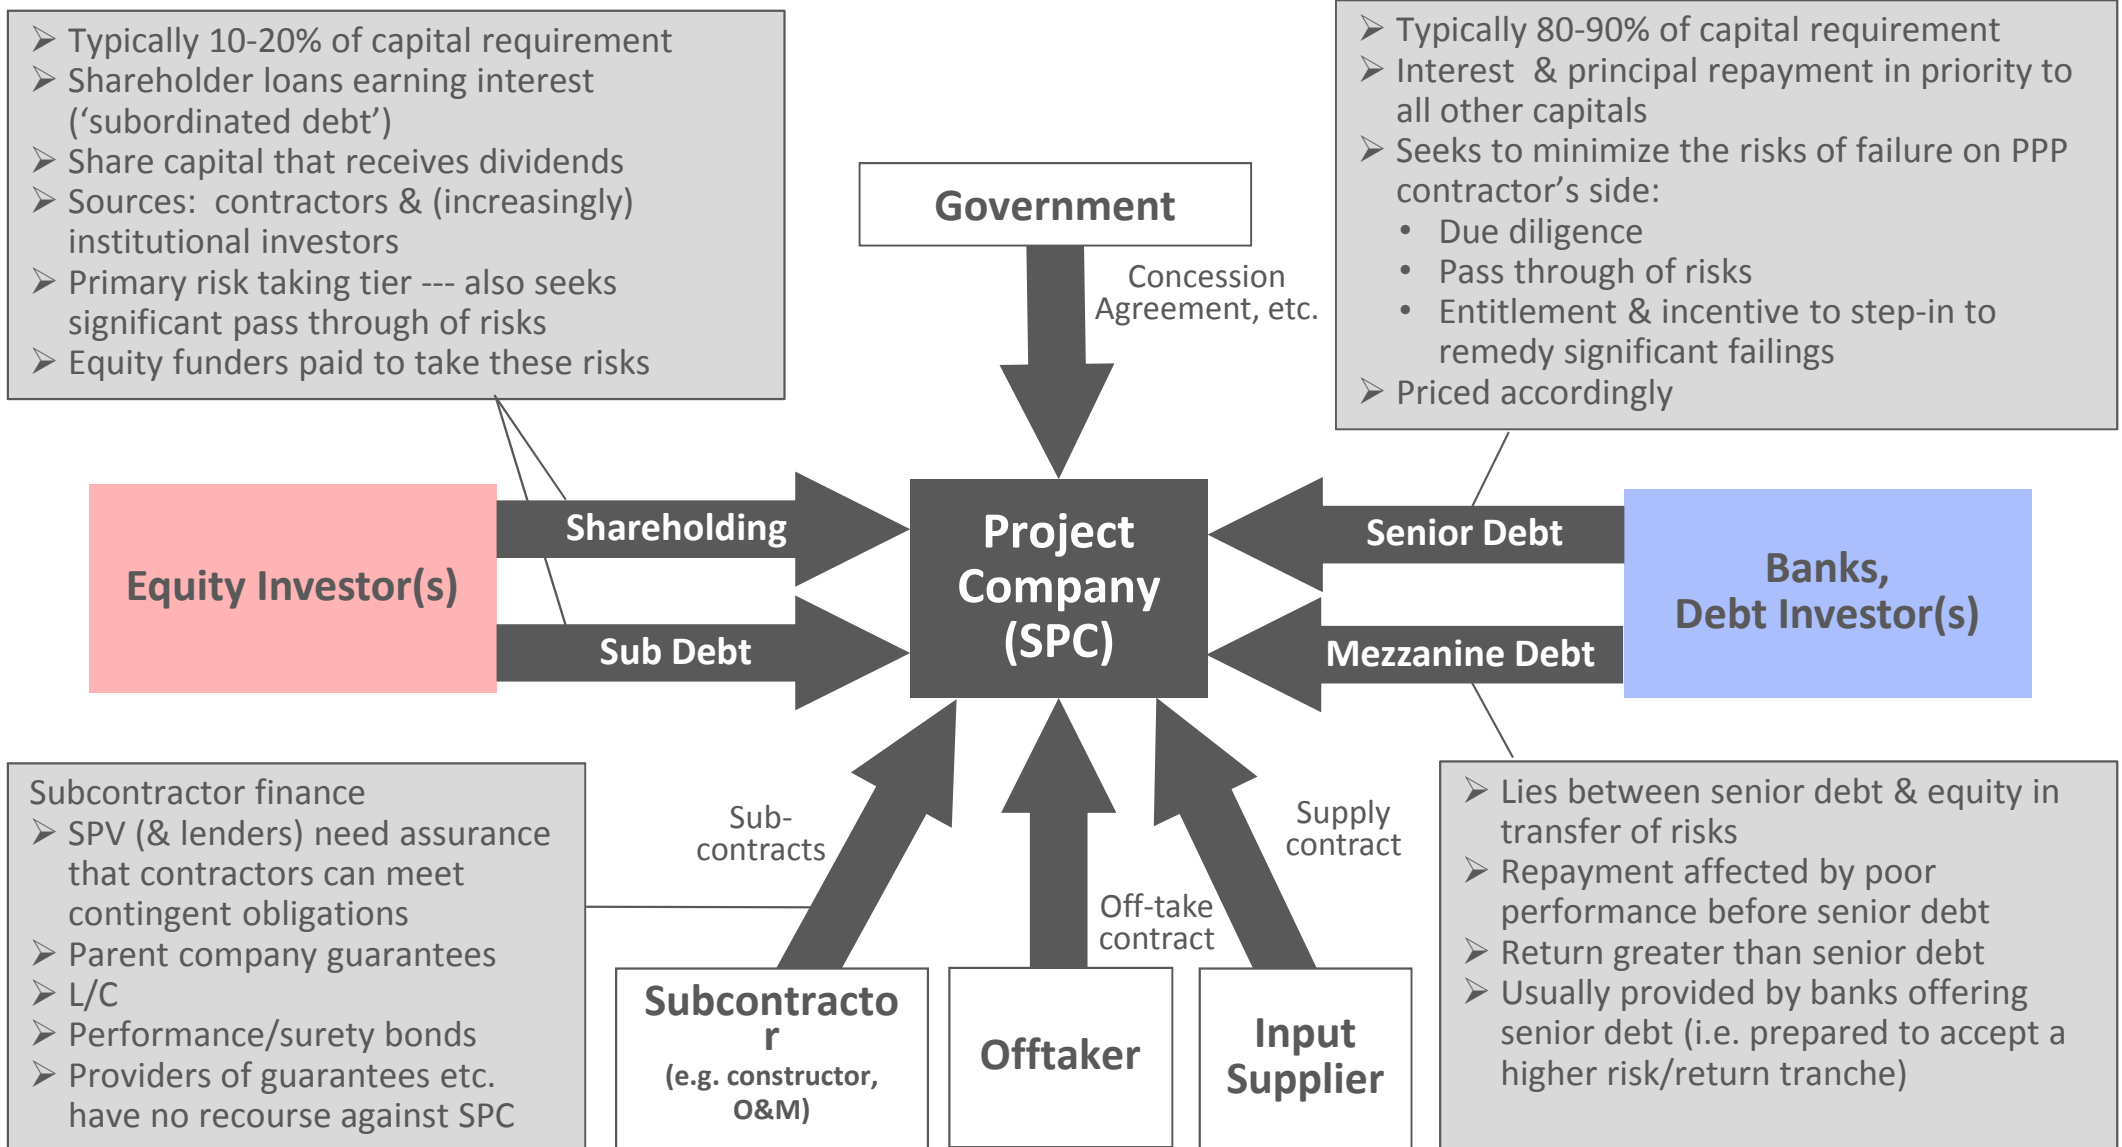 ➢ Typically 10-20% of capital requirement
➢ Shareholder loans earning interest
(‘subordinated debt’)
➢ Share capital that receives dividends
➢ Sources:  contractors & (increasingly)
institutional investors
➢ Primary risk taking tier --- also seeks
significant pass through of risks
➢ Equity funders paid to take these risks
➢ Typically 80-90% of capital requirement
➢ Interest  & principal repayment in priority to
all other capitals
➢ Seeks to minimize the risks of failure on PPP
contractor’s side:
• Due diligence
• Pass through of risks
• Entitlement & incentive to step-in to
remedy significant failings
➢ Priced accordingly
Government
Concession
Agreement, etc.
Equity Investor(s)
Shareholding
Sub Debt
Project
Company
(SPC)
Senior Debt
Mezzanine Debt
Banks,
Debt Investor(s)
Subcontractor finance
➢ SPV (& lenders) need assurance
that contractors can meet
contingent obligations
➢ Parent company guarantees
➢ L/C
➢ Performance/surety bonds
➢ Providers of guarantees etc.
have no recourse against SPC
Sub-
contracts
Off-take
contract
Supply
contract
Subcontracto
r
(e.g. constructor,
O&M)
Offtaker
Input
Supplier
➢ Lies between senior debt & equity in
transfer of risks
➢ Repayment affected by poor
performance before senior debt
➢ Return greater than senior debt
➢ Usually provided by banks offering
senior debt (i.e. prepared to accept a
higher risk/return tranche)